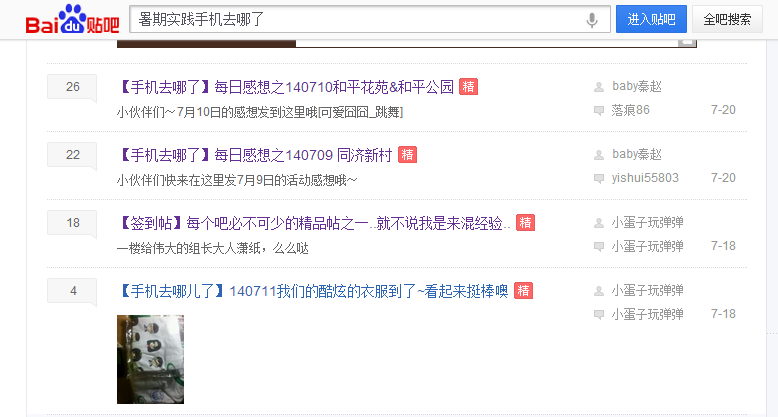 Bai du 贴吧 暑期实践手机去哪了 进入贴吧 全吧搜索
26 【手机去哪了】每日感想之140710和平花苑&和平公园 精 baby秦赵
小伙伴们～7月10日的感想发到这里哦[可爱囧囧_跳舞] 落痕86 7-20
22 【手机去哪了】每日感想之140709 同济新村 精 baby秦赵
小伙伴们快来在这里发7月9日的活动感想哦～ yishui55803 7-20
18 【签到帖】每个吧必不可少的精品帖之一..就不说我是来混经验.. 精 小蛋子玩弹弹
一楼给伟大的组长大人潇纸，么么哒 小蛋子玩弹弹 7-18
4 【手机去哪儿了】140711我们的酷炫的衣服到了~看起来挺棒噢 精 小蛋子玩弹弹
小蛋子玩弹弹 7-18